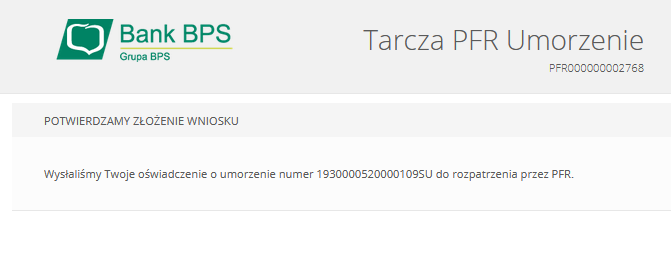 Bank BPS
Grupa BPS
Tarcza PFR Umorzenie
PFR000000002768
POTWIERDZAMY ZŁOŻENIE WNIOSKU
Wysłaliśmy Twoje oświadczenie o umorzenie numer 1930000520000109SU do rozpatrzenia przez PFR.